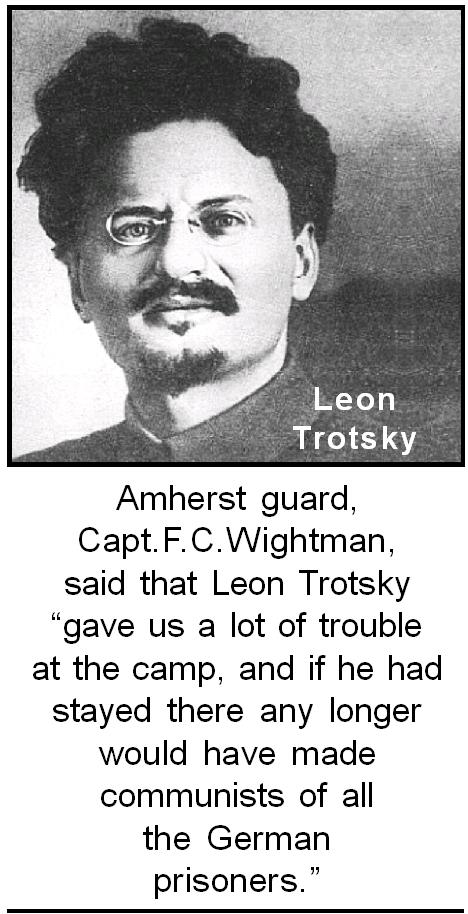 Leon
Trotsky
Amherst guard,
Capt.F.C.Wightman,
said that Leon Trotsky
“gave us a lot of trouble
at the camp, and if he had
stayed there any longer
would have made
communists of all
the German
prisoners.”